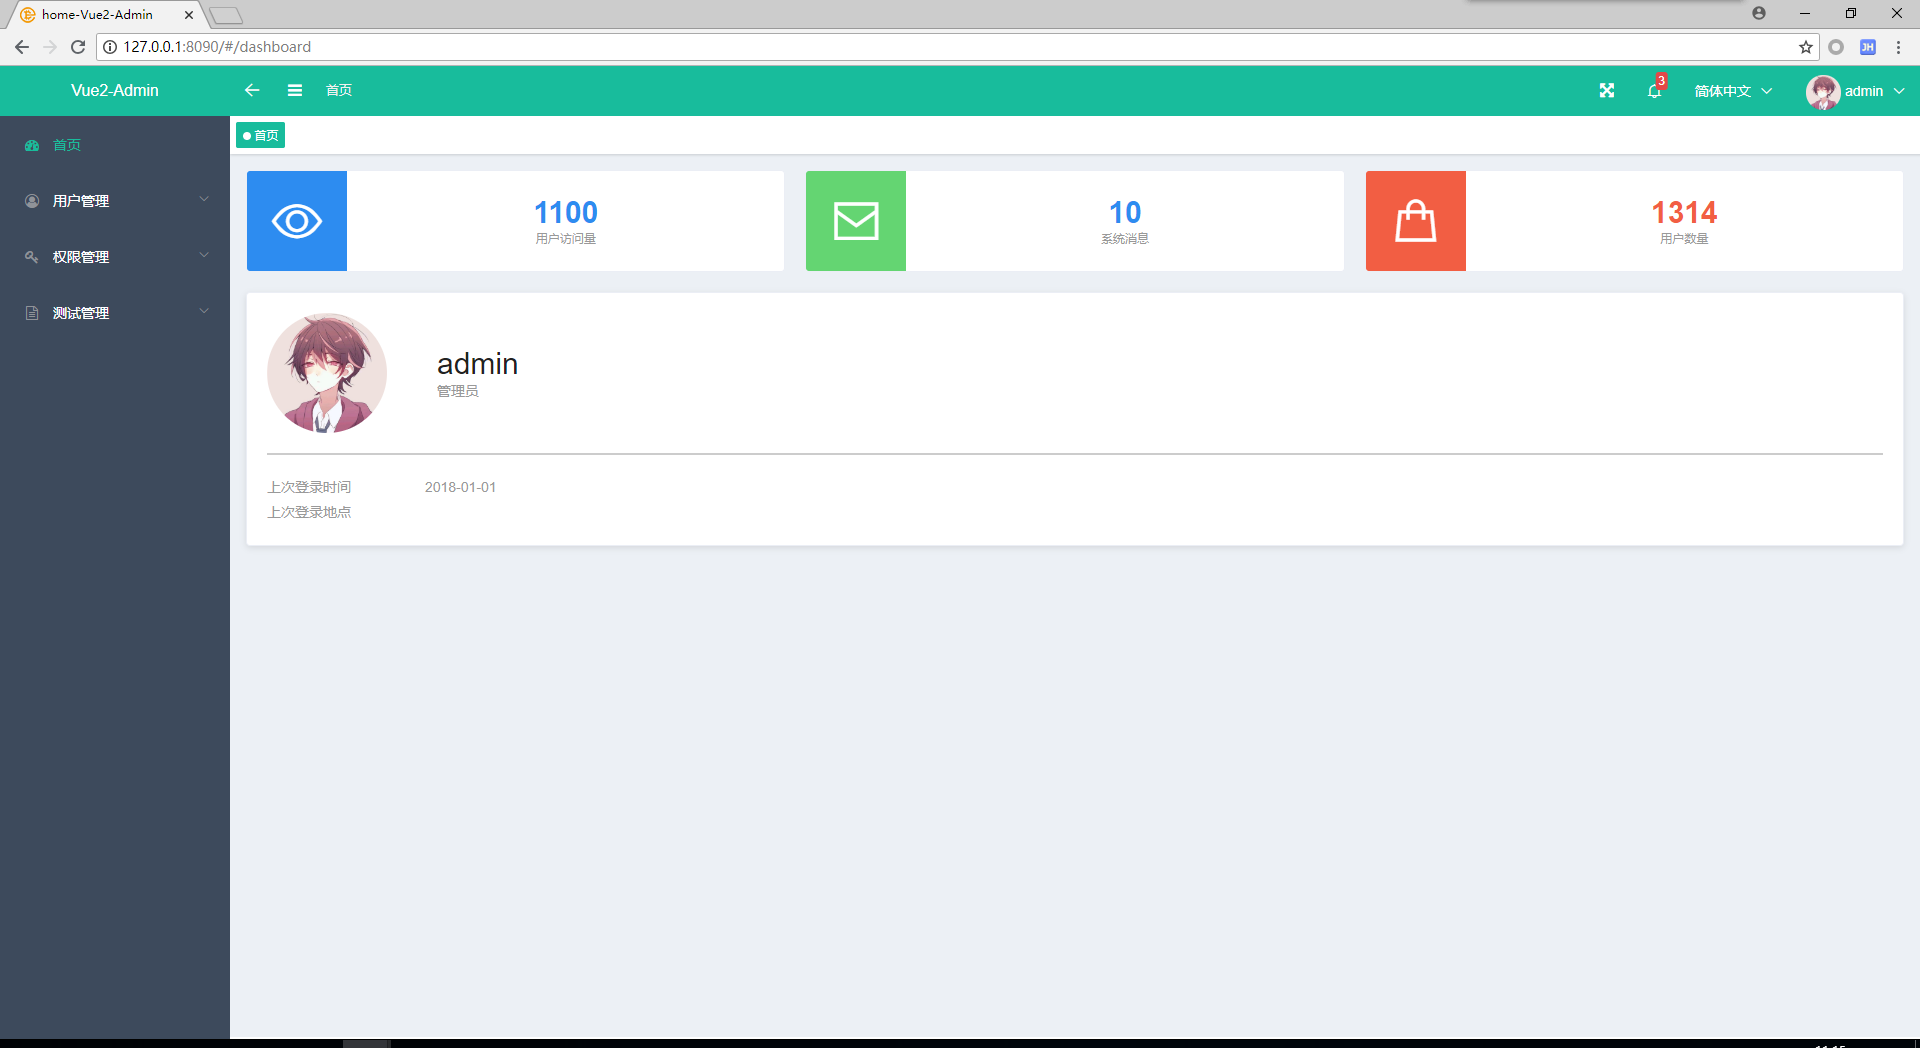 home-Vue2-Admin
127.0.0.1:8090/#/dashboard
JH
Vue2-Admin
首页
3
简体中文
admin
首页
用户管理
权限管理
测试管理
首页
1100
用户访问量
10
系统消息
1314
用户数量
admin
管理员
上次登录时间 2018-01-01
上次登录地点